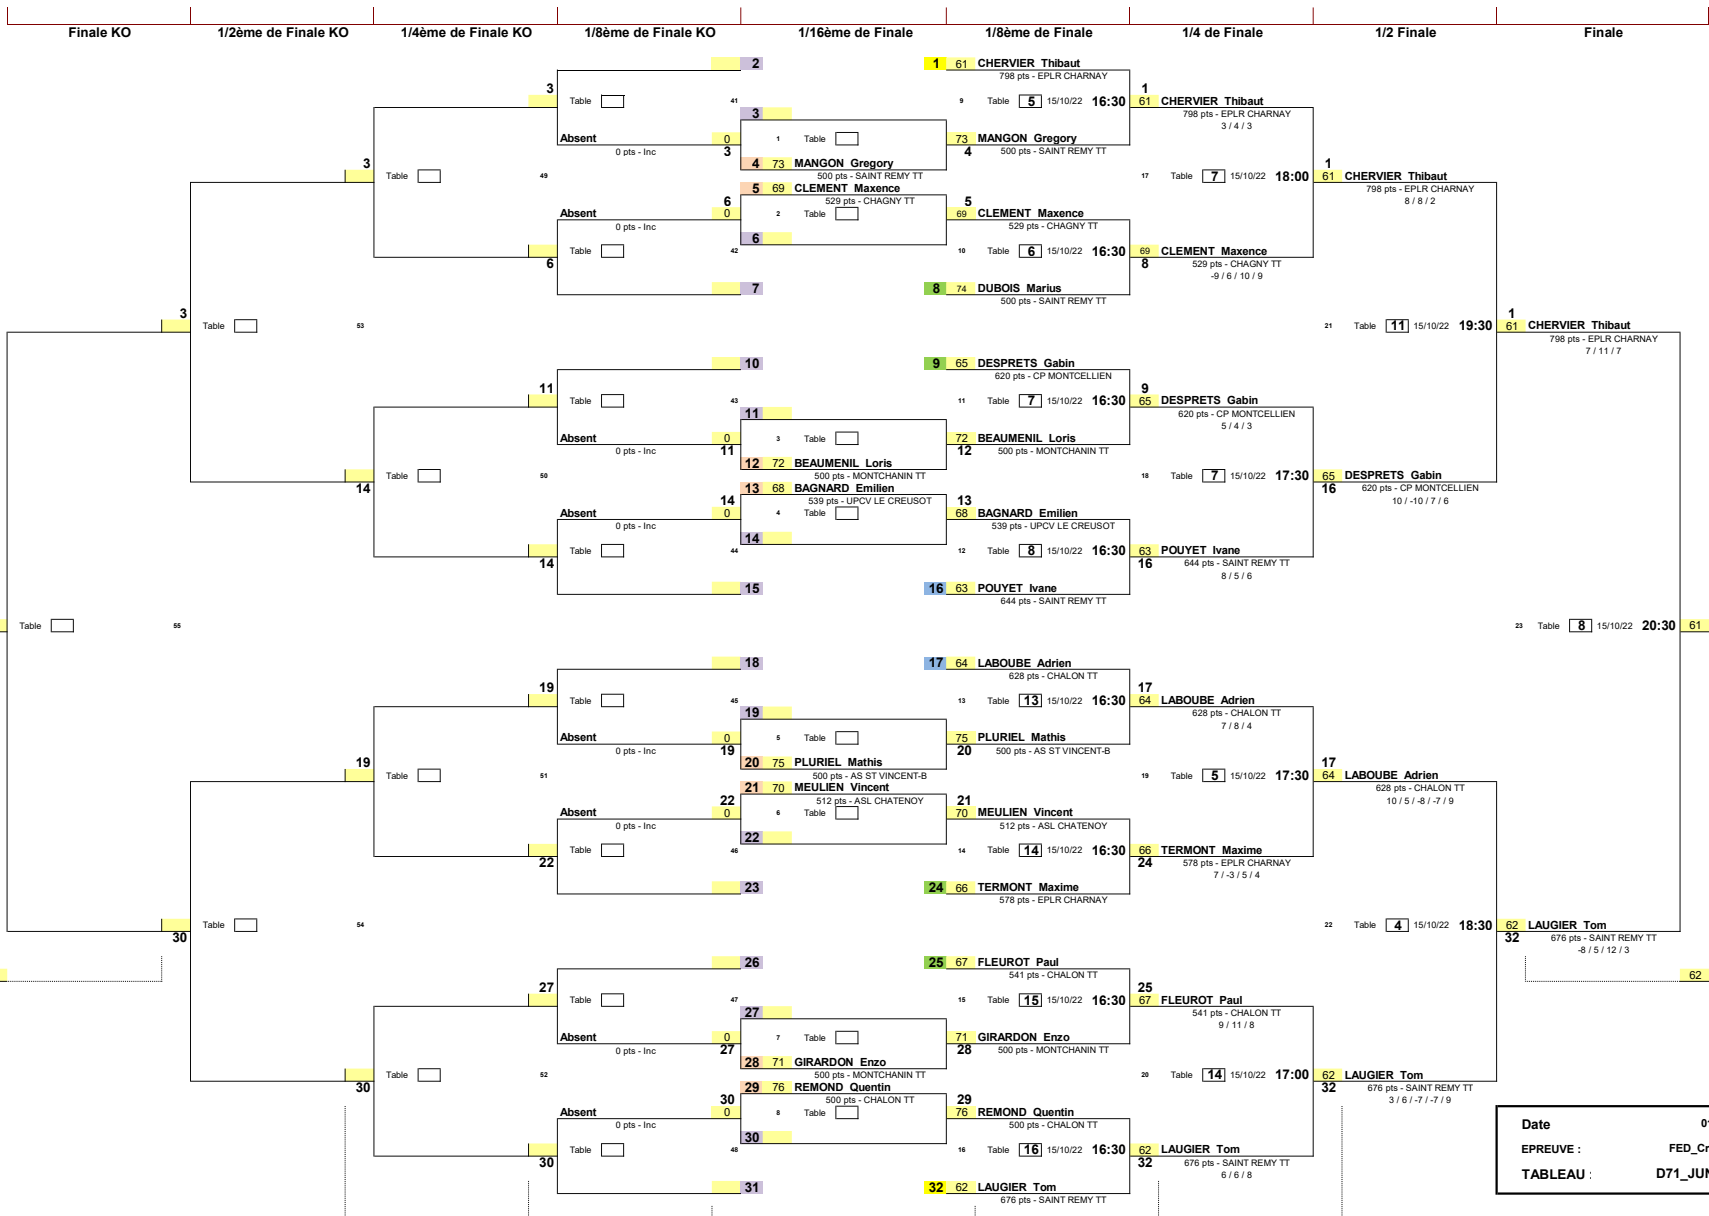 Finale KO 1/2ème de Finale KO 1/4ème de Finale KO 1/8ème de Finale KO 1/16ème de Finale 1/8ème de Finale 1/4 de Finale 1/2 Finale Finale
2 1 61 CHERVIER Thibaut
798 pts - EPLR CHARNAY
3 1
Table 41 9 Table 5 15/10/22 16:30 61 CHERVIER Thibaut
3 798 pts - EPLR CHARNAY
3 / 4 / 3
Absent 0 1 Table 73 MANGON Gregory
0 pts - Inc 3 4 500 pts - SAINT REMY TT
3 4 73 MANGON Gregory 1
Table 49 500 pts - SAINT REMY TT 17 Table 7 15/10/22 18:00 61 CHERVIER Thibaut
5 69 CLEMENT Maxence 798 pts - EPLR CHARNAY
6 529 pts - CHAGNY TT 5 8 / 8 / 2
Absent 0 2 Table 69 CLEMENT Maxence
0 pts - Inc 529 pts - CHAGNY TT
6
Table 42 10 Table 6 15/10/22 16:30 69 CLEMENT Maxence
6 8 529 pts - CHAGNY TT
-9 / 6 / 10 / 9
7 8 74 DUBOIS Marius
500 pts - SAINT REMY TT
3 1
Table 53 21 Table 11 15/10/22 19:30 61 CHERVIER Thibaut
798 pts - EPLR CHARNAY
7 / 11 / 7
10 9 65 DESPRETS Gabin
620 pts - CP MONTCELLIEN
11 9
Table 43 11 Table 7 15/10/22 16:30 65 DESPRETS Gabin
11 620 pts - CP MONTCELLIEN
5 / 4 / 3
Absent 0 3 Table 72 BEAUMENIL Loris
0 pts - Inc 11 12 500 pts - MONTCHANIN TT
12 72 BEAUMENIL Loris
Table 50 500 pts - MONTCHANIN TT 18 Table 7 15/10/22 17:30 65 DESPRETS Gabin
14 13 68 BAGNARD Emilien 16 620 pts - CP MONTCELLIEN
14 539 pts - UPCV LE CREUSOT 13 10 / -10 / 7 / 6
Absent 0 4 Table 68 BAGNARD Emilien
0 pts - Inc 539 pts - UPCV LE CREUSOT
14
Table 44 12 Table 8 15/10/22 16:30 63 POUYET Ivane
14 16 644 pts - SAINT REMY TT
8 / 5 / 6
15 16 63 POUYET Ivane
644 pts - SAINT REMY TT
Table 55 23 Table 8 15/10/22 20:30 61
18 17 64 LABOUBE Adrien
628 pts - CHALON TT
19 17
Table 45 13 Table 13 15/10/22 16:30 64 LABOUBE Adrien
19 628 pts - CHALON TT
7 / 8 / 4
Absent 0 5 Table 75 PLURIEL Mathis
0 pts - Inc 19 20 500 pts - AS ST VINCENT-B
19 20 75 PLURIEL Mathis 17
Table 51 500 pts - AS ST VINCENT-B 19 Table 5 15/10/22 17:30 64 LABOUBE Adrien
21 70 MEULIEN Vincent 628 pts - CHALON TT
22 512 pts - ASL CHATENOY 21 10 / 5 / -8 / -7 / 9
Absent 0 6 Table 70 MEULIEN Vincent
0 pts - Inc 512 pts - ASL CHATENOY
22
Table 46 14 Table 14 15/10/22 16:30 66 TERMONT Maxime
22 24 578 pts - EPLR CHARNAY
7 / -3 / 5 / 4
23 24 66 TERMONT Maxime
578 pts - EPLR CHARNAY
Table 54 22 Table 4 15/10/22 18:30 62 LAUGIER Tom
30 32 676 pts - SAINT REMY TT
-8 / 5 / 12 / 3
26 25 67 FLEUROT Paul
541 pts - CHALON TT 62
27 25
Table 47 15 Table 15 15/10/22 16:30 67 FLEUROT Paul
27 541 pts - CHALON TT
9 / 11 / 8
Absent 0 7 Table 71 GIRARDON Enzo
0 pts - Inc 27 28 500 pts - MONTCHANIN TT
28 71 GIRARDON Enzo
Table 52 500 pts - MONTCHANIN TT 20 Table 14 15/10/22 17:00 62 LAUGIER Tom
30 29 76 REMOND Quentin 32 676 pts - SAINT REMY TT
30 500 pts - CHALON TT 29 3 / 6 / -7 / -7 / 9
Absent 0 8 Table 76 REMOND Quentin
0 pts - Inc 500 pts - CHALON TT
30
Table 48 16 Table 16 15/10/22 16:30 62 LAUGIER Tom
30 32 676 pts - SAINT REMY TT
6 / 6 / 8
31 32 62 LAUGIER Tom
676 pts - SAINT REMY TT
Date
EPREUVE :
TABLEAU :